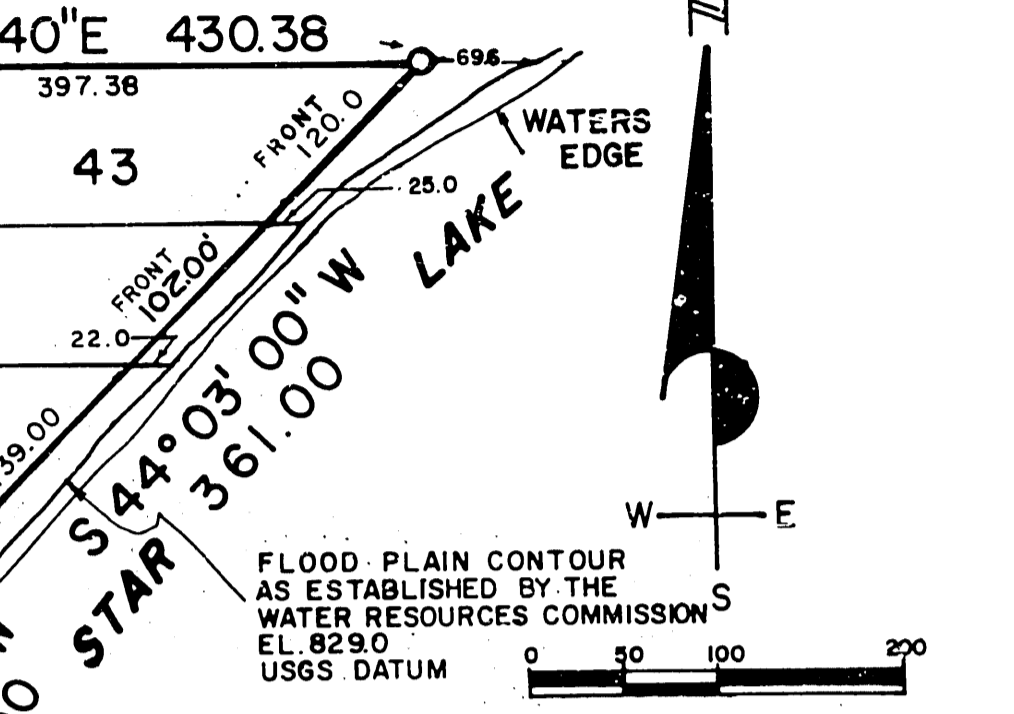 40"E 430.38
397.38
69.6
FRONT
120.0
WATERS
EDGE
43
25.0
LAKE
FRONT
102.00'
22.0
39.00
S 44° 03' 00" W
361.00
STAR
W E
S
FLOOD PLAIN CONTOUR
AS ESTABLISHED BY THE
WATER RESOURCES COMMISSION
EL. 829.0
USGS DATUM
0 50 100 200